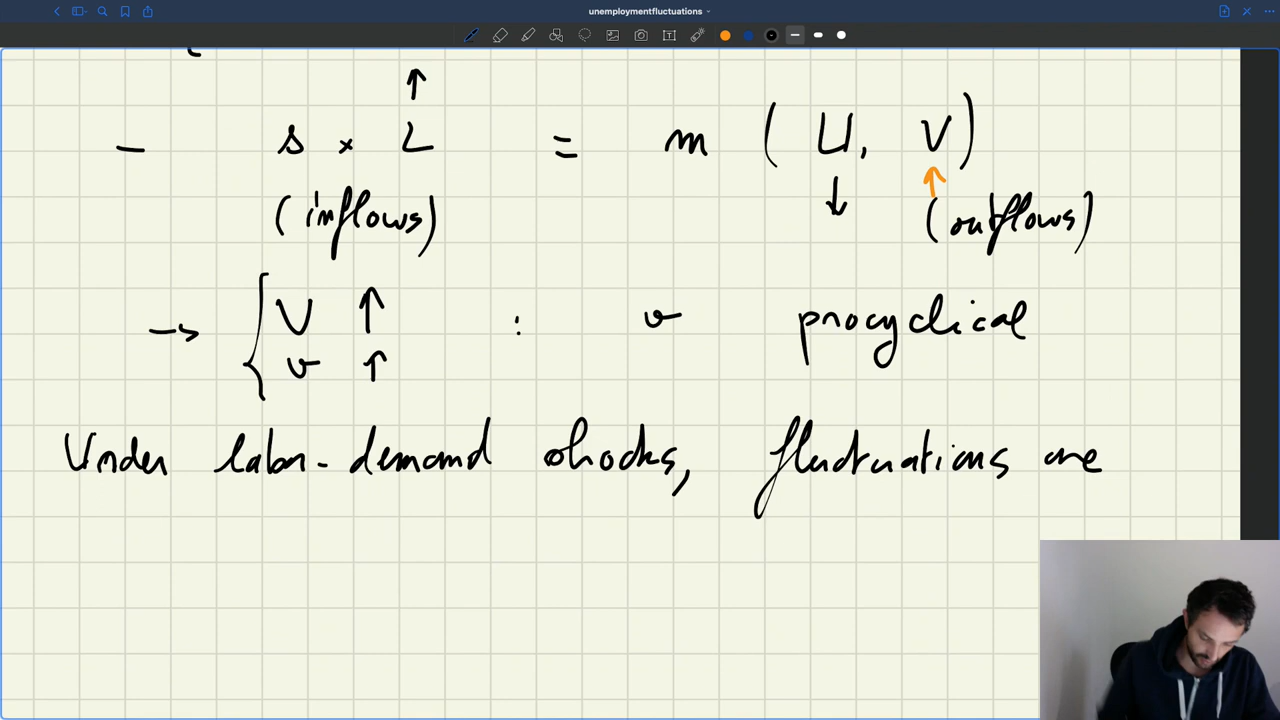 unemploymentfluctuations
↑
- s × L = m ( U, V )
↓ ↑
(inflows) (outflows)
→ { V ↑ : v procyclical
v ↑
Under labor-demand shocks, fluctuations are